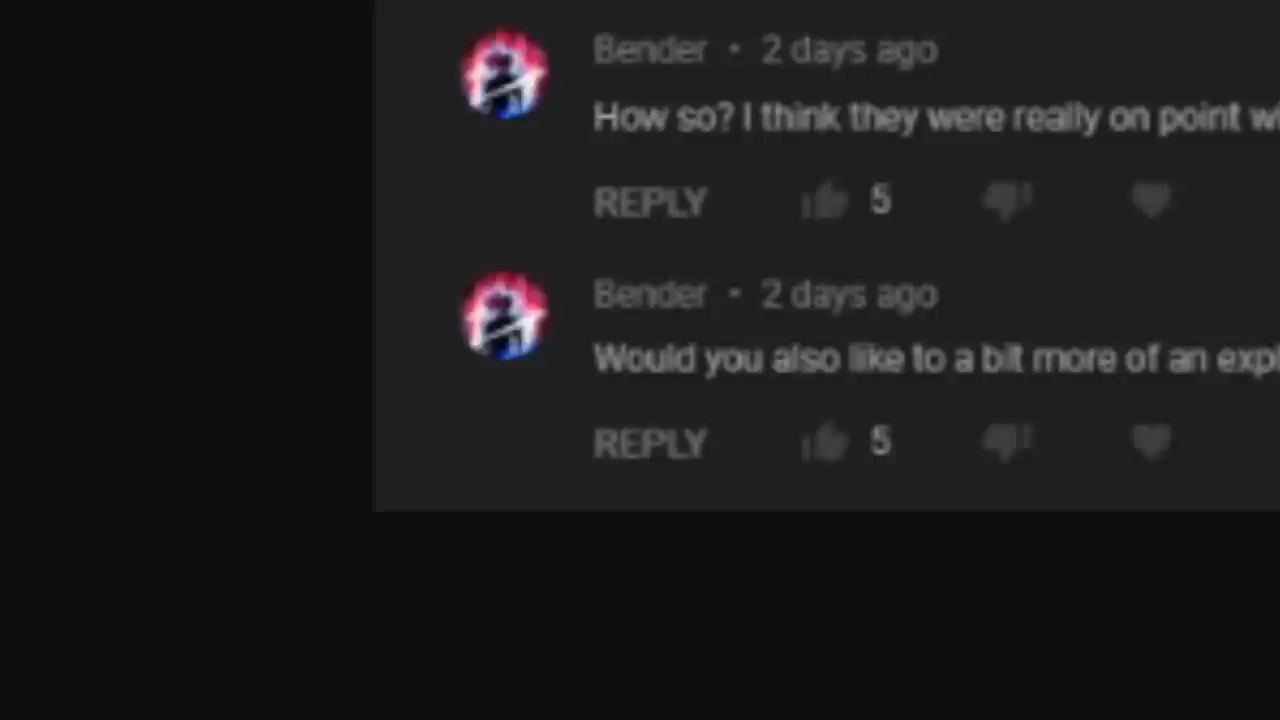 Bender • 2 days ago
How so? I think they were really on point
REPLY 5
Bender • 2 days ago
Would you also like to a bit more of an
REPLY 5